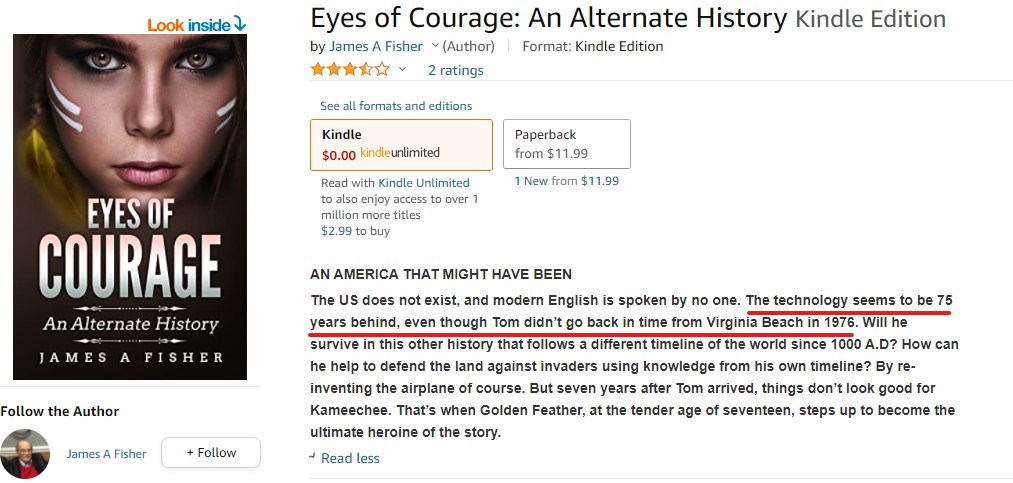 Look inside
EYES OF
COURAGE
An Alternate History
JAMES A FISHER
Follow the Author
James A Fisher
+ Follow
Eyes of Courage: An Alternate History Kindle Edition
by James A Fisher (Author) Format: Kindle Edition
2 ratings
See all formats and editions
Kindle
$0.00 kindleunlimited
Paperback
from $11.99
Read with Kindle Unlimited
to also enjoy access to over 1
million more titles
$2.99 to buy
1 New from $11.99
AN AMERICA THAT MIGHT HAVE BEEN
The US does not exist, and modern English is spoken by no one. The technology seems to be 75
years behind, even though Tom didn't go back in time from Virginia Beach in 1976. Will he
survive in this other history that follows a different timeline of the world since 1000 A.D? How can
he help to defend the land against invaders using knowledge from his own timeline? By re-
inventing the airplane of course. But seven years after Tom arrived, things don't look good for
Kameechee. That's when Golden Feather, at the tender age of seventeen, steps up to become the
ultimate heroine of the story.
Read less